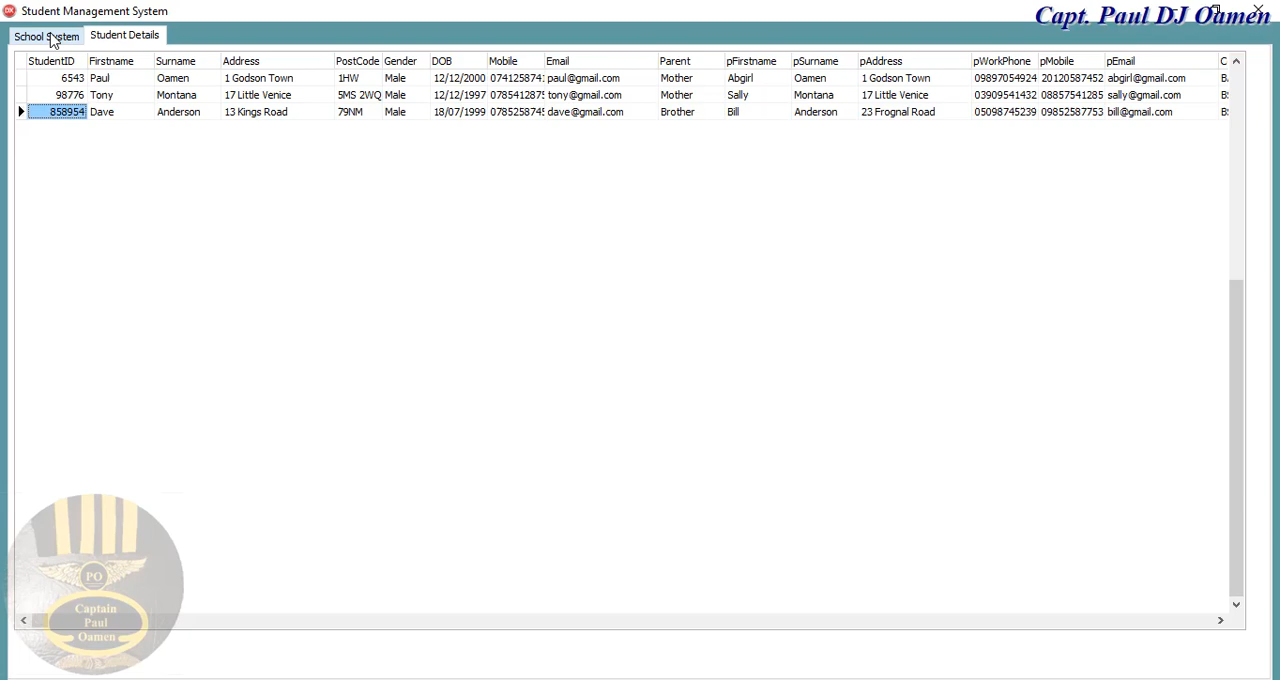 Student Management System
Capt. Paul DJ Oamen
School System Student Details
StudentID Firstname Surname Address PostCode Gender DOB Mobile Email Parent pFirstname pSurname pAddress pWorkPhone pMobile pEmail
6543 Paul Oamen 1 Godson Town 1HW Male 12/12/2000 074125874 paul@gmail.com Mother Abgirl Oamen 1 Godson Town 09897054924 20120587452 abgirl@gmail.com
98776 Tony Montana 17 Little Venice 5MS 2WQ Male 12/12/1997 078541287 tony@gmail.com Mother Sally Montana 17 Little Venice 03909541432 08857541285 sally@gmail.com
858954 Dave Anderson 13 Kings Road 79NM Male 18/07/1999 078525874 dave@gmail.com Brother Bill Anderson 23 Frognal Road 05098745239 09852587753 bill@gmail.com
PO
Captain
Paul
Oamen